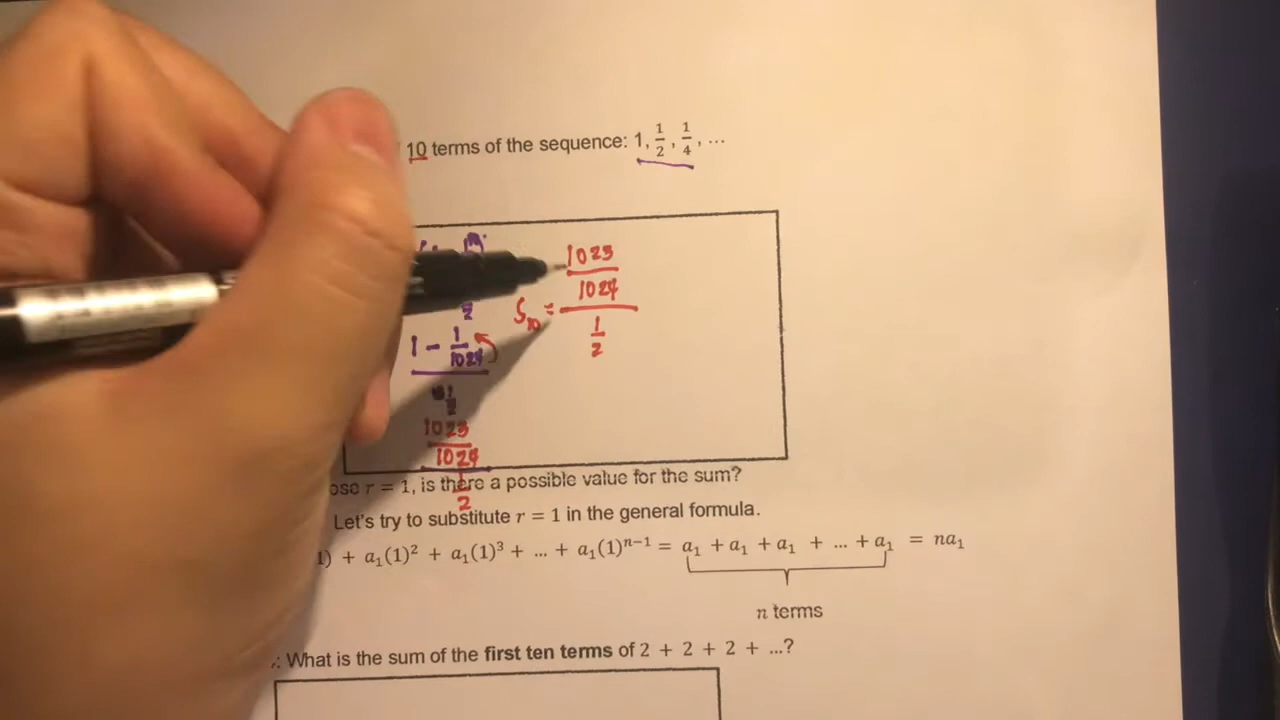 10 terms of the sequence: 1, 1/2, 1/4, ...
1 - 1/1024
1023
1024
1
2
S10 =
1023
1024
1
2
ose r = 1, is there a possible value for the sum?
Let's try to substitute r = 1 in the general formula.
1) + a₁(1)² + a₁(1)³ + ... + a₁(1)ⁿ⁻¹ = a₁ + a₁ + a₁ + ... + a₁ = na₁
n terms
: What is the sum of the first ten terms of 2 + 2 + 2 + ...?